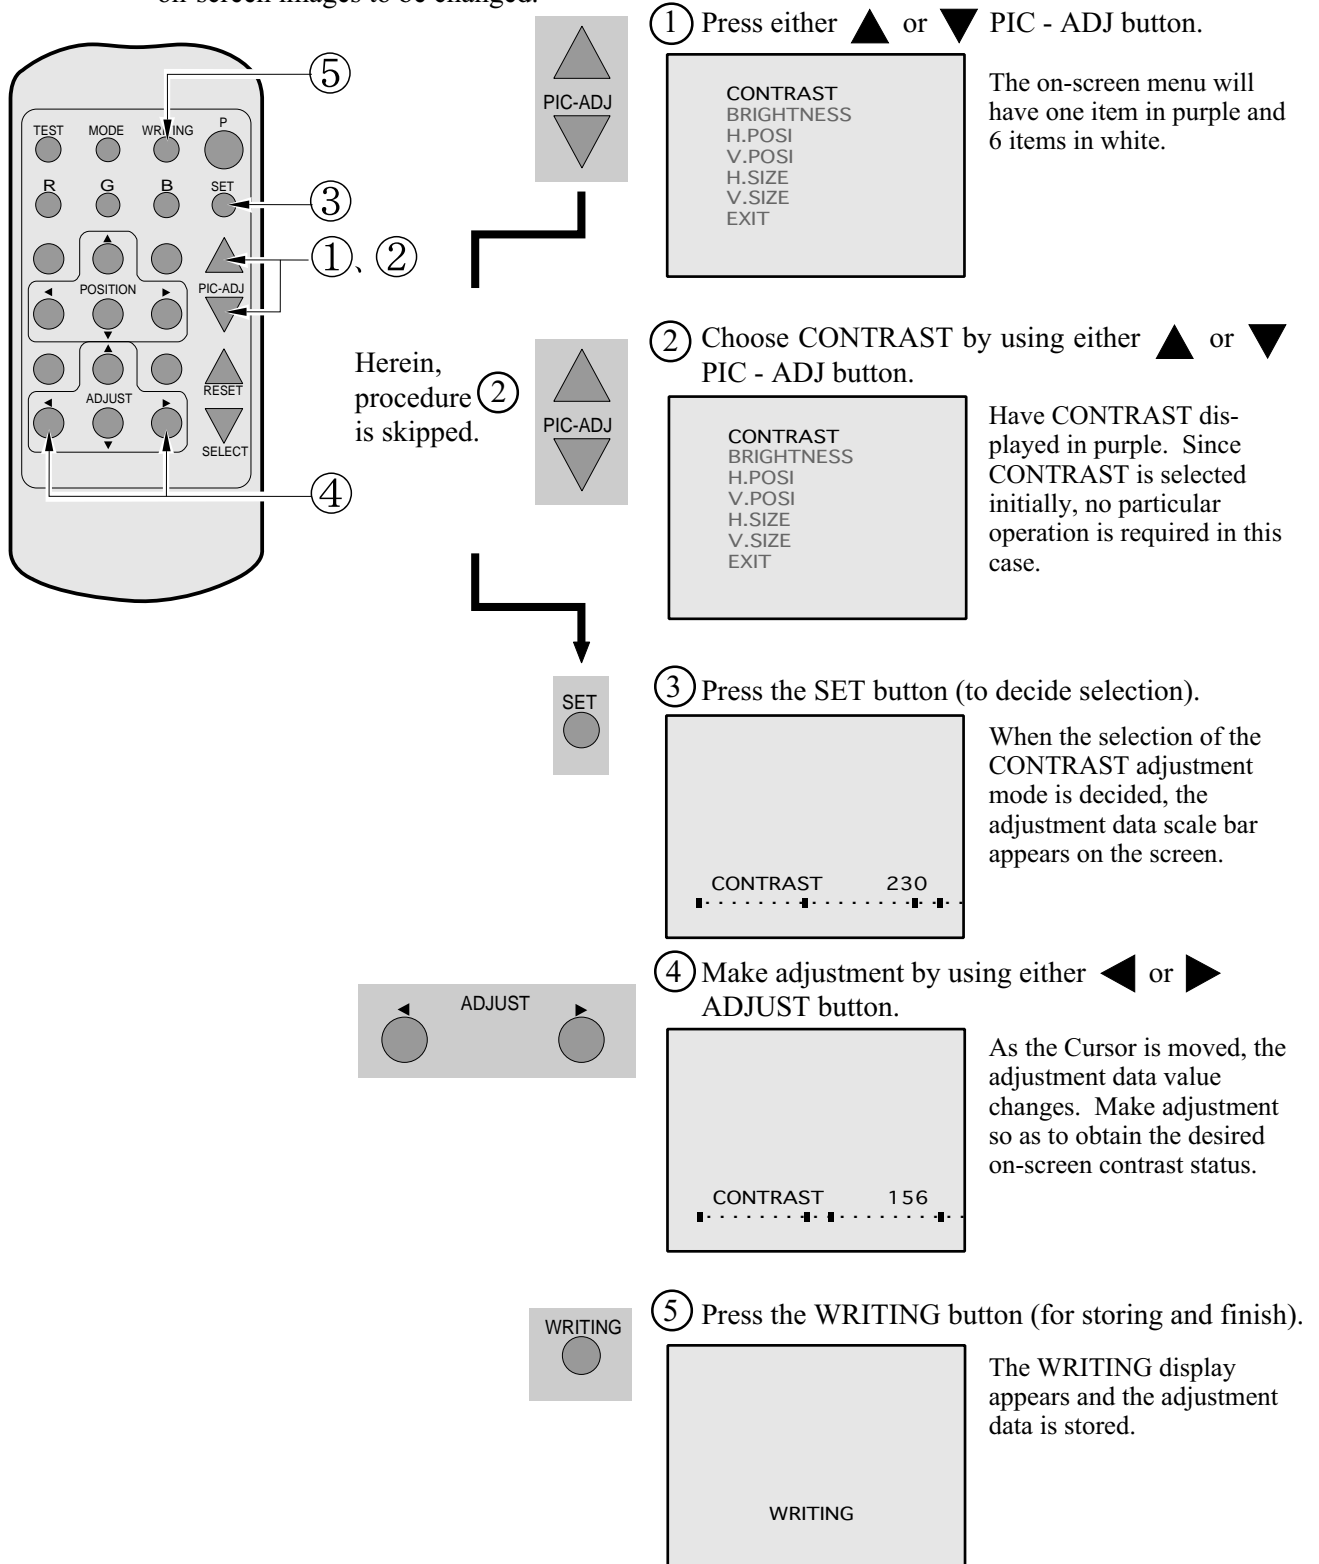 on-screen images to be changed.
① Press either ▲ or ▼ PIC - ADJ button.
PIC-ADJ
CONTRAST
BRIGHTNESS
H.POSI
V.POSI
H.SIZE
V.SIZE
EXIT
The on-screen menu will
have one item in purple and
6 items in white.
⑤
TEST MODE WRITING P
R G B SET
③
①、②
POSITION
PIC-ADJ
RESET
ADJUST
SELECT
④
Herein,
procedure ②
is skipped.
PIC-ADJ
② Choose CONTRAST by using either ▲ or ▼
PIC - ADJ button.
CONTRAST
BRIGHTNESS
H.POSI
V.POSI
H.SIZE
V.SIZE
EXIT
Have CONTRAST dis-
played in purple. Since
CONTRAST is selected
initially, no particular
operation is required in this
case.
SET
③ Press the SET button (to decide selection).
CONTRAST 230
When the selection of the
CONTRAST adjustment
mode is decided, the
adjustment data scale bar
appears on the screen.
◀ ADJUST ▶
④ Make adjustment by using either ◀ or ▶
ADJUST button.
CONTRAST 156
As the Cursor is moved, the
adjustment data value
changes. Make adjustment
so as to obtain the desired
on-screen contrast status.
WRITING
⑤ Press the WRITING button (for storing and finish).
WRITING
The WRITING display
appears and the adjustment
data is stored.